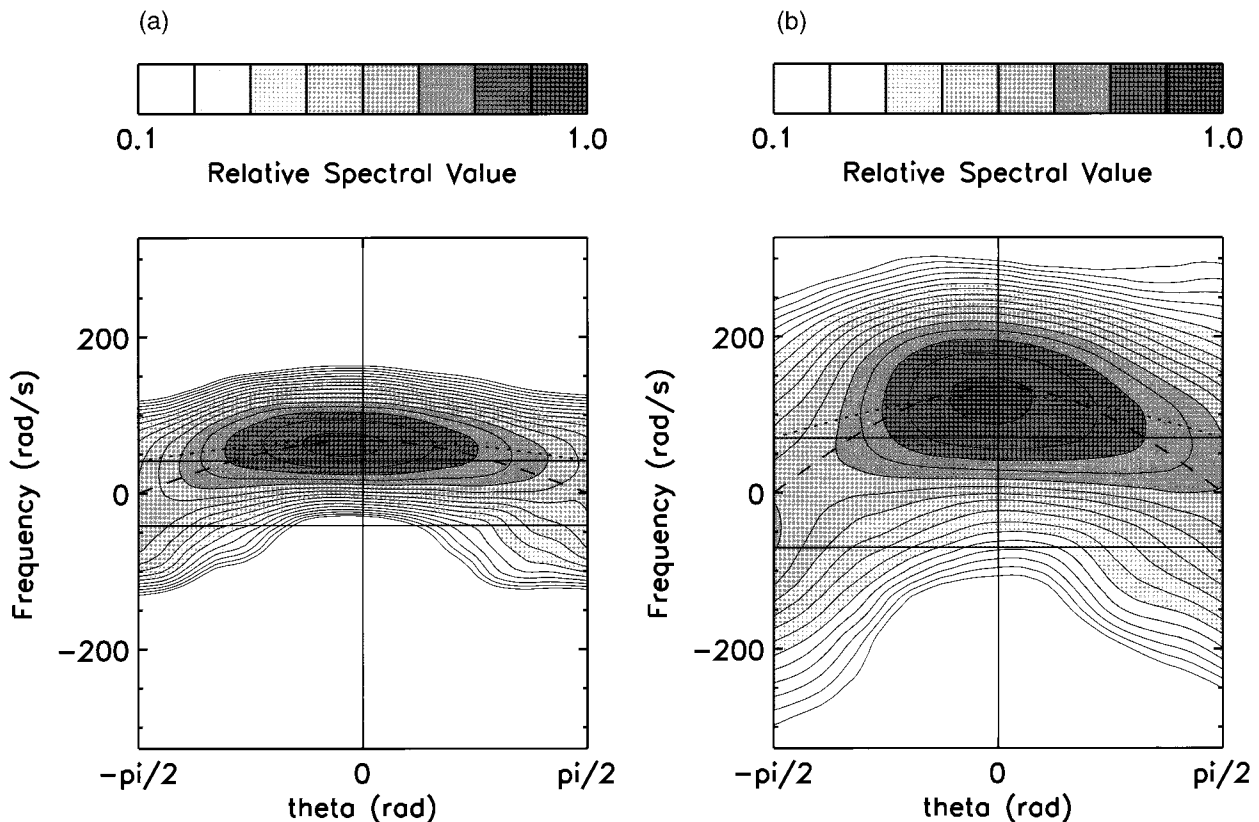 (a)
0.1 1.0
Relative Spectral Value
Frequency (rad/s)
200
0
-200
-pi/2 0 pi/2
theta (rad)
(b)
0.1 1.0
Relative Spectral Value
Frequency (rad/s)
200
0
-200
-pi/2 0 pi/2
theta (rad)